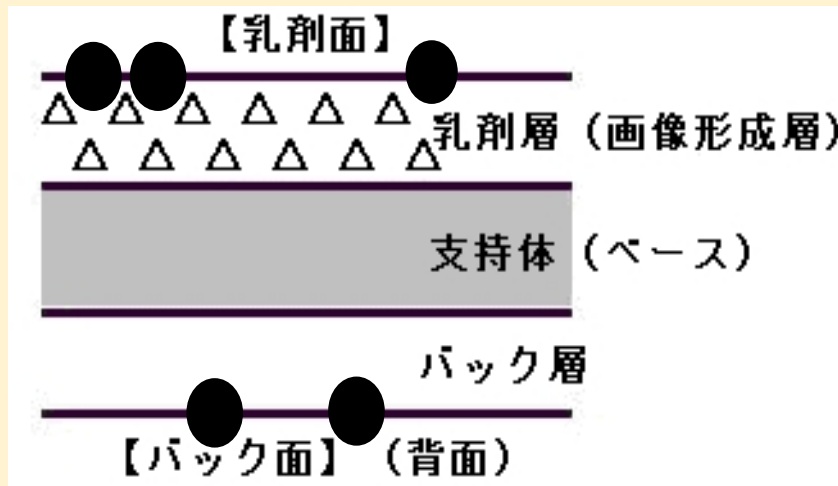 【乳剤面】
乳剤層（画像形成層）
支持体（ベース）
バック層
【バック面】（背面）